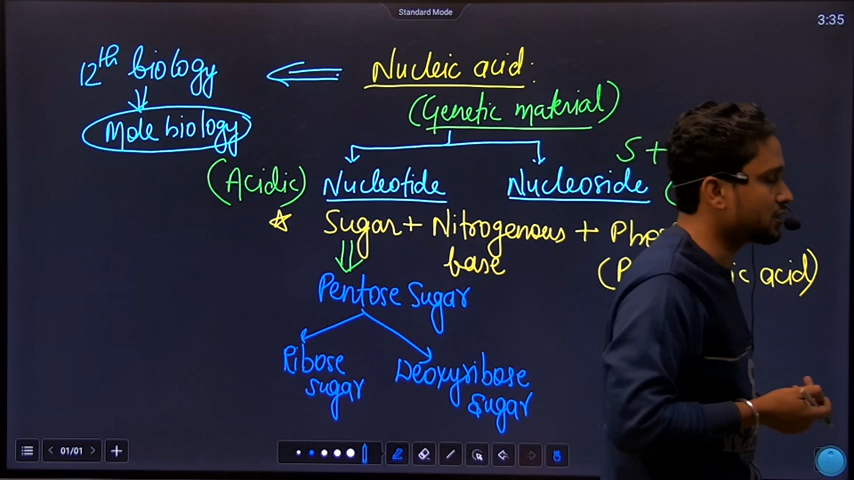 Standard Mode
3:35
12th biology
Nucleic acid:
(Genetic material)
Mole biology
S +
(Acidic)
Nucleotide
Nucleoside
Sugar + Nitrogenous base +
ic acid)
Pentose Sugar
Ribose sugar
Deoxyribose sugar
01/01